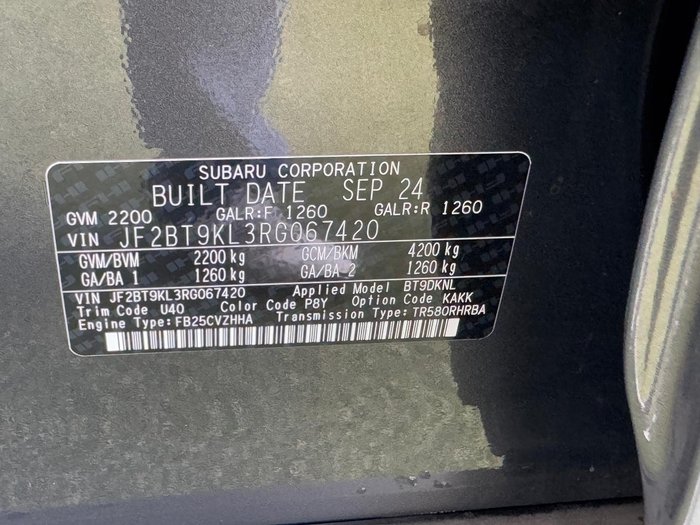 SUBARU CORPORATION
BUILT DATE SEP 24
GVM 2200 GALR:F 1260 GALR:R 1260
VIN JF2BT9KL3RG067420
GVM/BVM 2200 kg GCM/BKM 4200 kg
GA/BA 1 1260 kg GA/BA 2 1260 kg
VIN JF2BT9KL3RG067420 Applied Model BT9DKNL
Trim Code U40 Color Code P8Y Option Code KAKK
Engine Type:FB25CVZHHA Transmission Type:TR580RHRBA